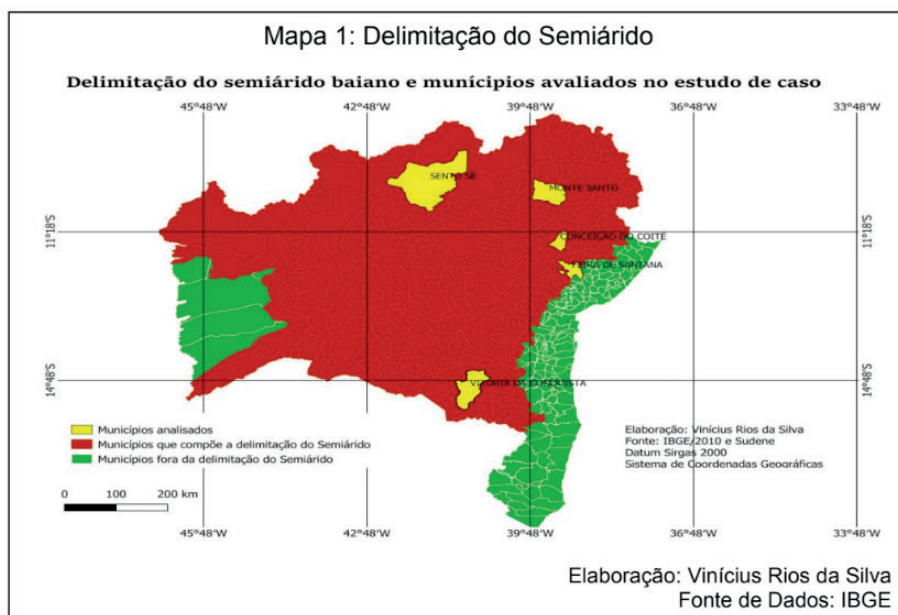 Mapa 1: Delimitação do Semiárido
Delimitação do semiárido baiano e munícipios avaliados no estudo de caso
45°48'W 42°48'W 39°48'W 36°48'W 33°48'W
SENTO SÉ
MONTE SANTO
11°18'S 11°18'S
CONCEIÇÃO DO COITÉ
FEIRA DE SANTANA
14°48'S 14°48'S
VITÓRIA DA CONQUISTA
Municípios analisados
Municípios que compõe a delimitação do Semiárido
Municípios fora da delimitação do Semiárido
Elaboração: Vinícius Rios da Silva
Fonte: IBGE/2010 e Sudene
Datum Sirgas 2000
Sistema de Coordenadas Geográficas
0 100 200 km
45°48'W 42°48'W 39°48'W 36°48'W 33°48'W
Elaboração: Vinícius Rios da Silva
Fonte de Dados: IBGE